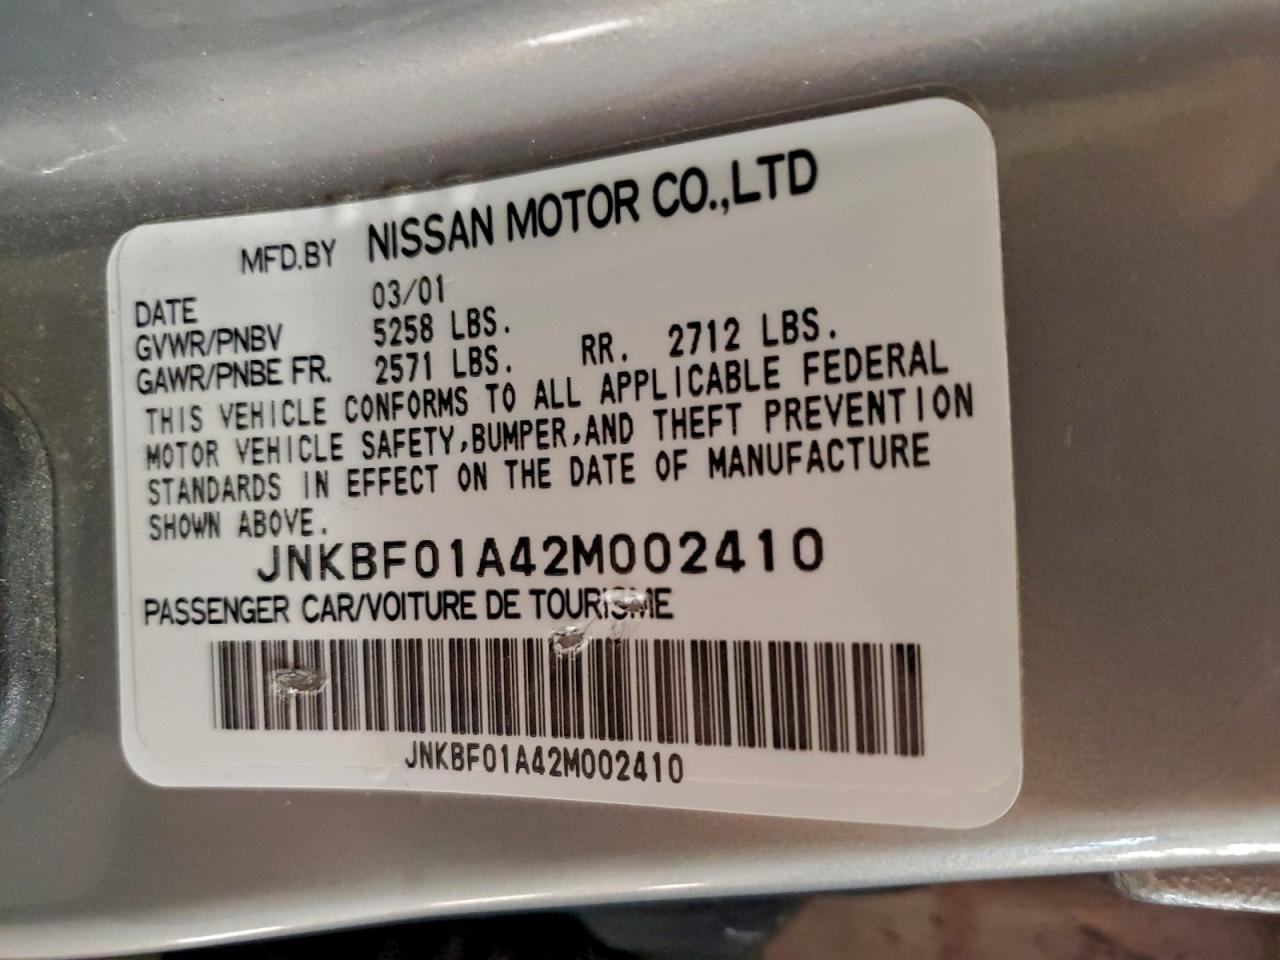 MFD.BY NISSAN MOTOR CO.,LTD
DATE 03/01
GVWR/PNBV 5258 LBS.
GAWR/PNBE FR. 2571 LBS. RR. 2712 LBS.
THIS VEHICLE CONFORMS TO ALL APPLICABLE FEDERAL
MOTOR VEHICLE SAFETY,BUMPER,AND THEFT PREVENTION
STANDARDS IN EFFECT ON THE DATE OF MANUFACTURE
SHOWN ABOVE.
JNKBF01A42M002410
PASSENGER CAR/VOITURE DE TOURISME
JNKBF01A42M002410